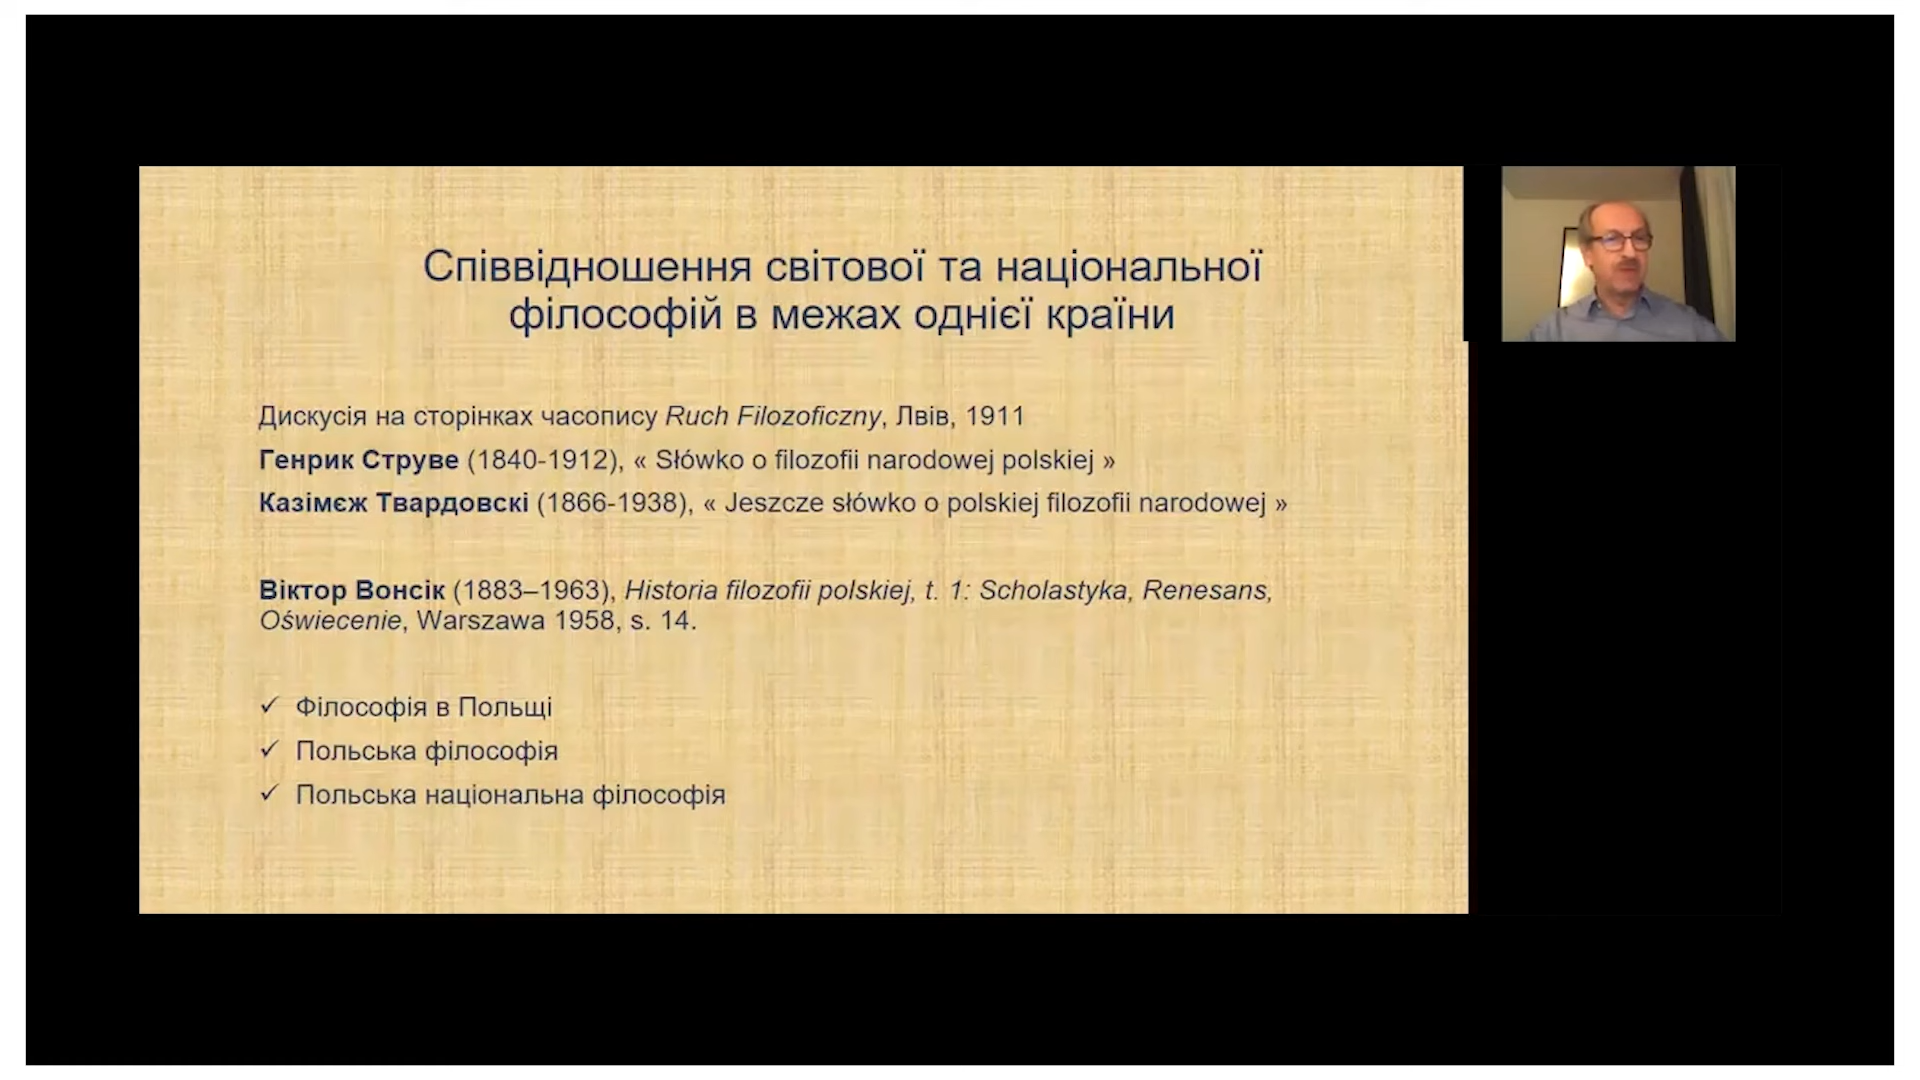 Співвідношення світової та національної
філософій в межах однієї країни
Дискусія на сторінках часопису Ruch Filozoficzny, Лвів, 1911
Генрик Струве (1840-1912), « Słówko o filozofii narodowej polskiej »
Казімєж Твардовскі (1866-1938), « Jeszcze słówko o polskiej filozofii narodowej »
Віктор Вонсік (1883–1963), Historia filozofii polskiej, t. 1: Scholastyka, Renesans,
Oświecenie, Warszawa 1958, s. 14.
✓ Філософія в Польщі
✓ Польська філософія
✓ Польська національна філософія